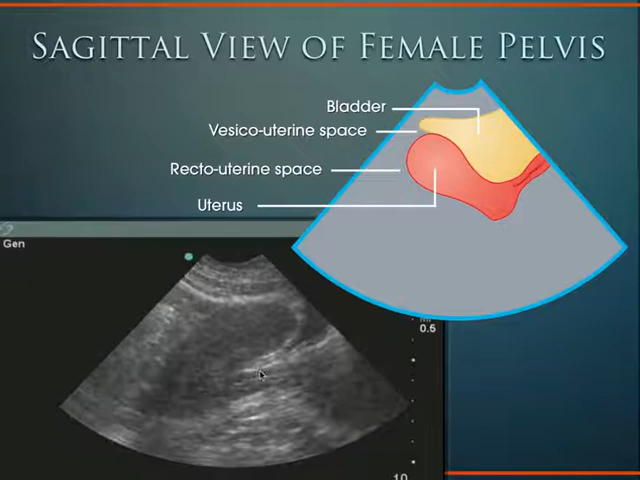 SAGITTAL VIEW OF FEMALE PELVIS
Bladder
Vesico-uterine space
Recto-uterine space
Uterus
Gen
0.5
10